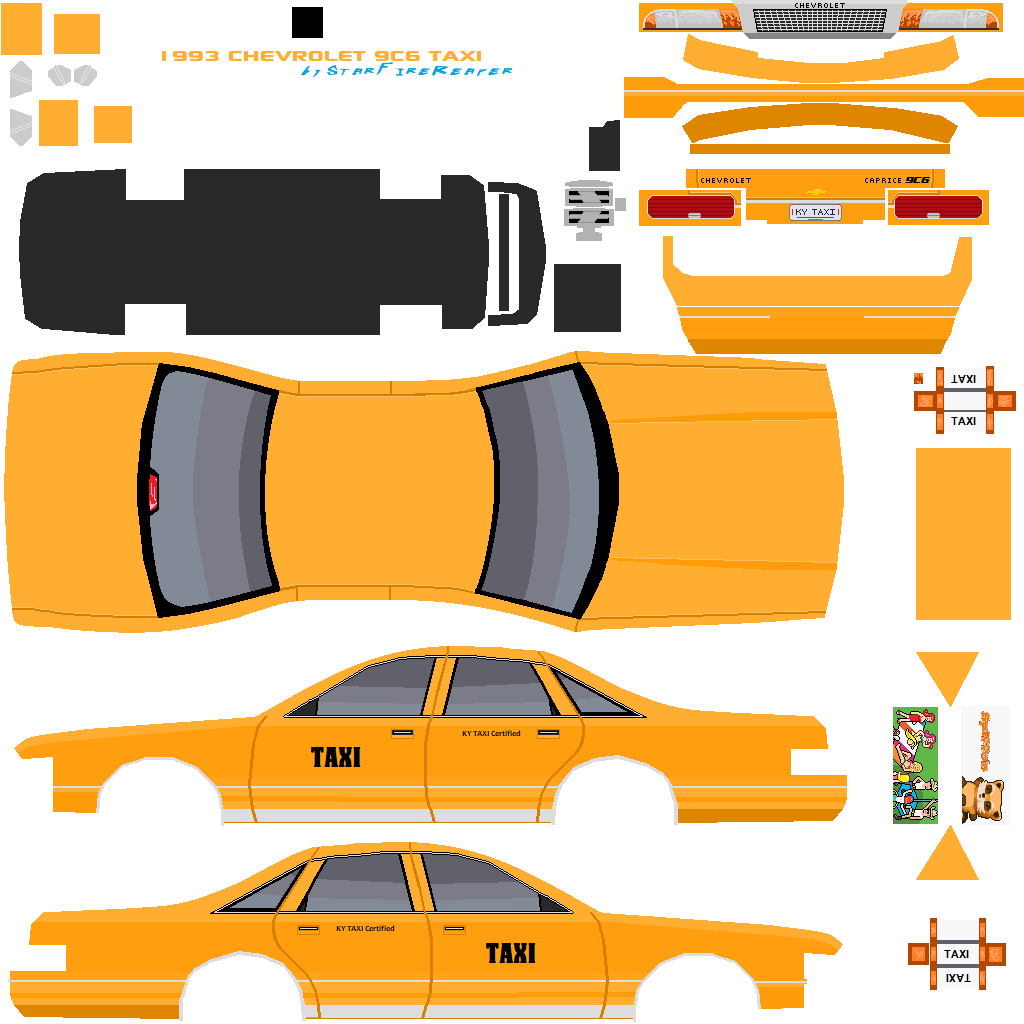 CHEVROLET
1993 CHEVROLET 9C6 TAXI
by STARFIREREAPER
CHEVROLET
CAPRICE 9C6
KY TAXI
TAXI
TAXI
KY TAXI Certified
TAXI
KY TAXI Certified
TAXI
TAXI
TAXI